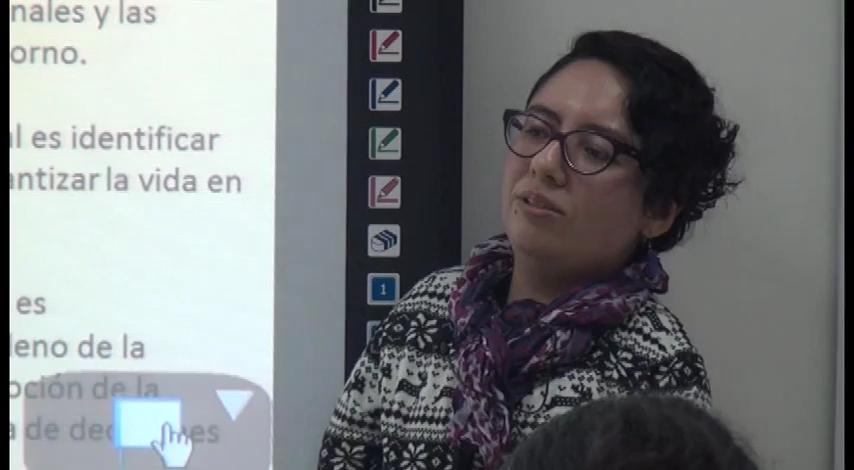 nales y las
orno.
l es identificar
antizar la vida en
es
leno de la
oción de la
a de dec es
1